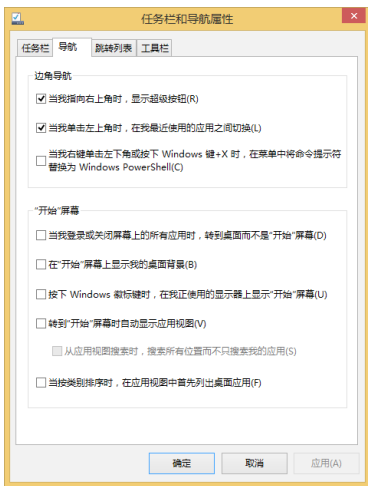 任务栏和导航属性
任务栏 导航 跳转列表 工具栏
边角导航
当我指向右上角时，显示超级按钮(R)
当我单击左上角时，在我最近使用的应用之间切换(L)
当我右键单击左下角或按下 Windows 键+X 时，在菜单中将命令提示符
替换为 Windows PowerShell(C)
"开始"屏幕
当我登录或关闭屏幕上的所有应用时，转到桌面而不是"开始"屏幕(D)
在"开始"屏幕上显示我的桌面背景(B)
按下 Windows 徽标键时，在我正使用的显示器上显示"开始"屏幕(U)
转到"开始"屏幕时自动显示应用视图(V)
从应用视图搜索时，搜索所有位置而不只搜索我的应用(S)
当按类别排序时，在应用视图中首先列出桌面应用(F)
确定 取消 应用(A)